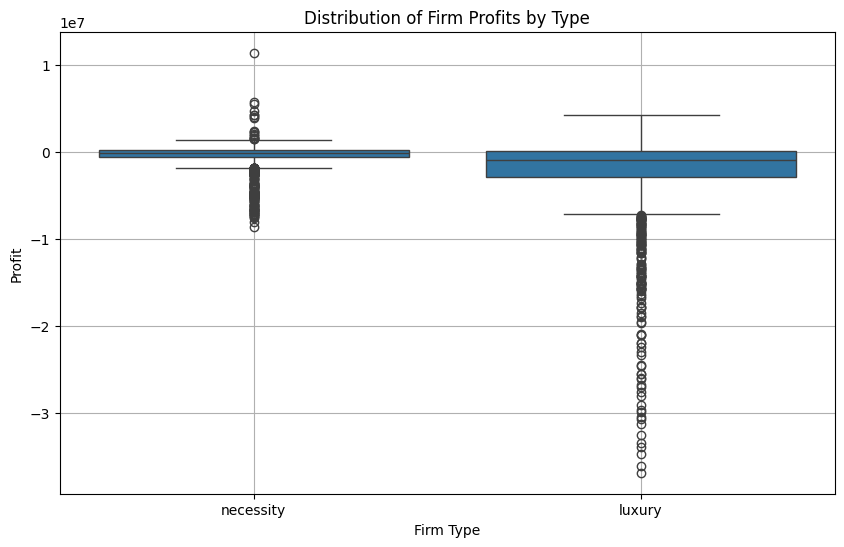 Distribution of Firm Profits by Type
1e7
1
0
−1
−2
−3
Profit
necessity
luxury
Firm Type